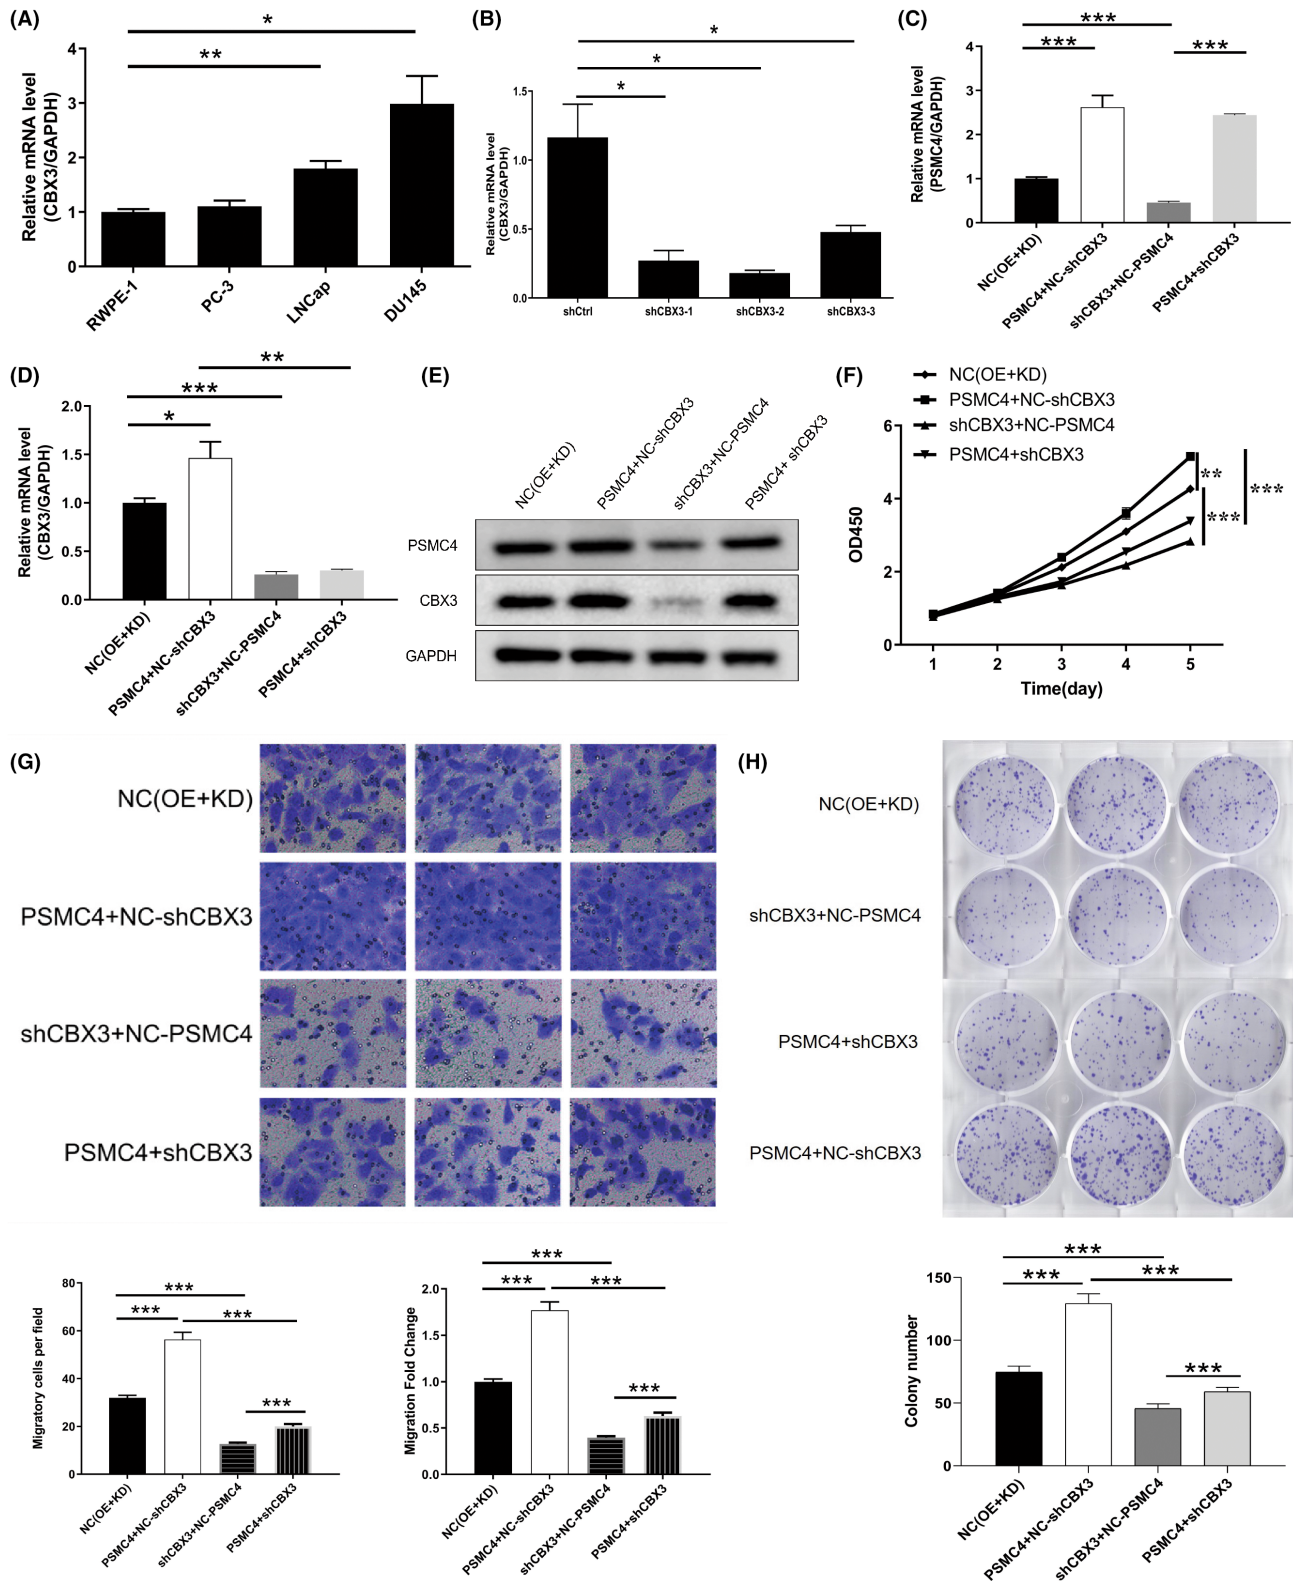 (A)
Relative mRNA level
(CBX3/GAPDH)
4
3
2
1
0
*
**
RWPE-1
PC-3
LNCap
DU145
(B)
Relative mRNA level
(CBX3/GAPDH)
1.5
1.0
0.5
0.0
*
*
*
shCtrl
shCBX3-1
shCBX3-2
shCBX3-3
(C)
Relative mRNA level
(PSMC4/GAPDH)
4
3
2
1
0
***
***
***
NC(OE+KD)
PSMC4+NC-shCBX3
shCBX3+NC-PSMC4
PSMC4+shCBX3
(D)
Relative mRNA level
(CBX3/GAPDH)
2.0
1.5
1.0
0.5
0.0
**
***
*
NC(OE+KD)
PSMC4+NC-shCBX3
shCBX3+NC-PSMC4
PSMC4+shCBX3
(E)
NC(OE+KD)
PSMC4+NC-shCBX3
shCBX3+NC-PSMC4
PSMC4+ shCBX3
PSMC4
CBX3
GAPDH
(F)
NC(OE+KD)
PSMC4+NC-shCBX3
shCBX3+NC-PSMC4
PSMC4+shCBX3
OD450
6
4
2
0
**
***
***
1 2 3 4 5
Time(day)
(G)
NC(OE+KD)
PSMC4+NC-shCBX3
shCBX3+NC-PSMC4
PSMC4+shCBX3
Migratory cells per field
80
60
40
20
0
***
***
***
***
NC(OE+KD)
PSMC4+NC-shCBX3
shCBX3+NC-PSMC4
PSMC4+shCBX3
Migration Fold Change
2.0
1.5
1.0
0.5
0.0
***
***
***
***
NC(OE+KD)
PSMC4+NC-shCBX3
shCBX3+NC-PSMC4
PSMC4+shCBX3
(H)
NC(OE+KD)
shCBX3+NC-PSMC4
PSMC4+shCBX3
PSMC4+NC-shCBX3
Colony number
150
100
50
0
***
***
***
***
NC(OE+KD)
PSMC4+NC-shCBX3
shCBX3+NC-PSMC4
PSMC4+shCBX3